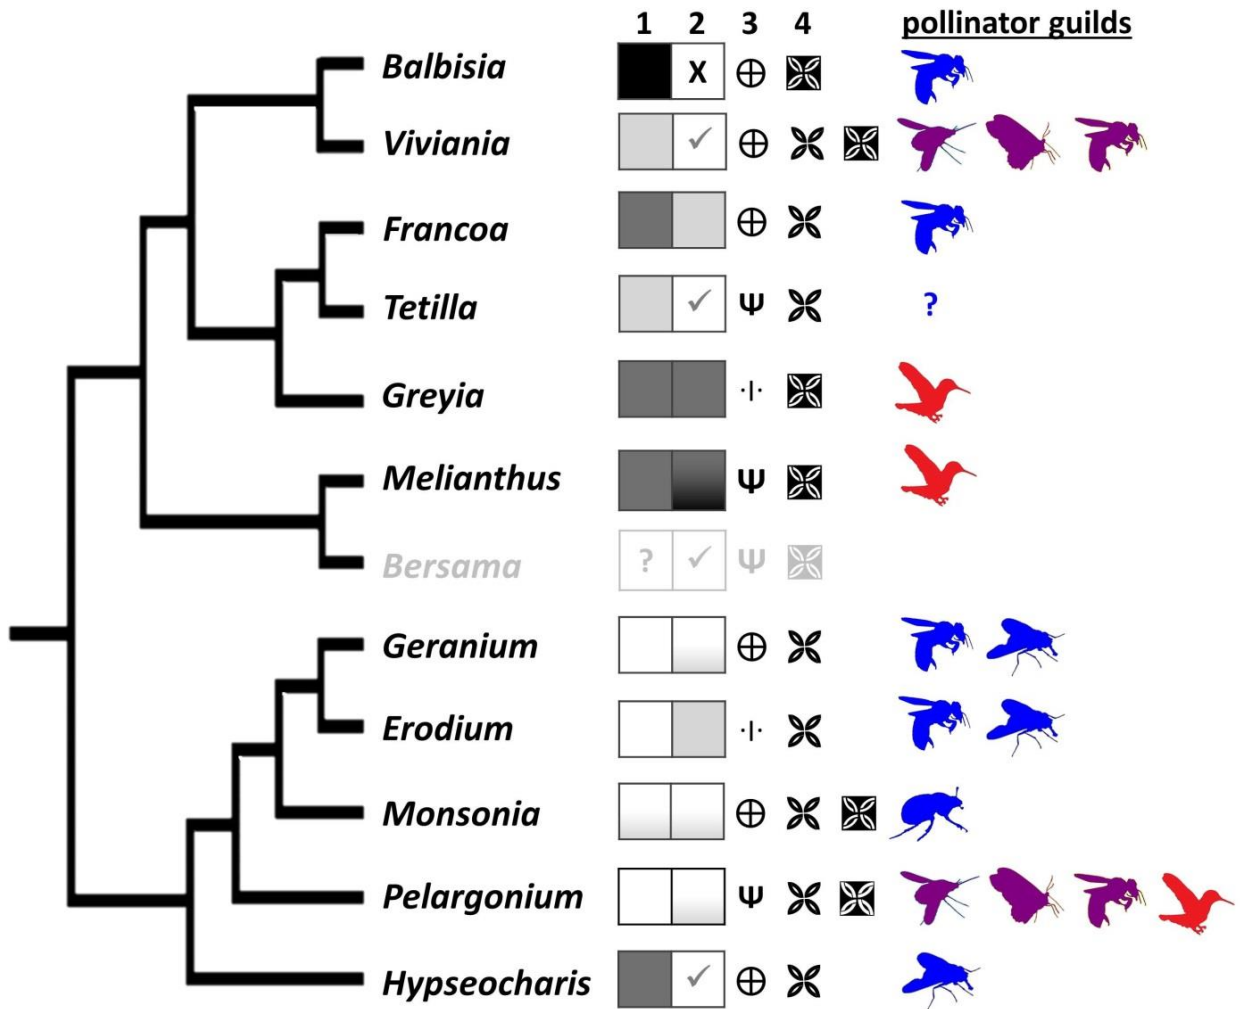 1 2 3 4 pollinator guilds
Balbisia X
Viviania ✓
Francoa
Tetilla ✓ Ψ ?
Greyia ·|·
Melianthus Ψ
Bersama ? ✓ Ψ
Geranium
Erodium ·|·
Monsonia
Pelargonium Ψ
Hypseocharis ✓